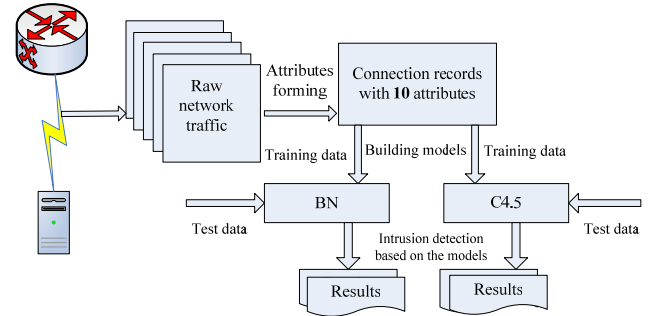 Raw
network
traffic
Attributes
forming
Connection records
with 10 attributes
Training data
Building models
Training data
BN
C4.5
Test data
Test data
Intrusion detection
based on the models
Results
Results